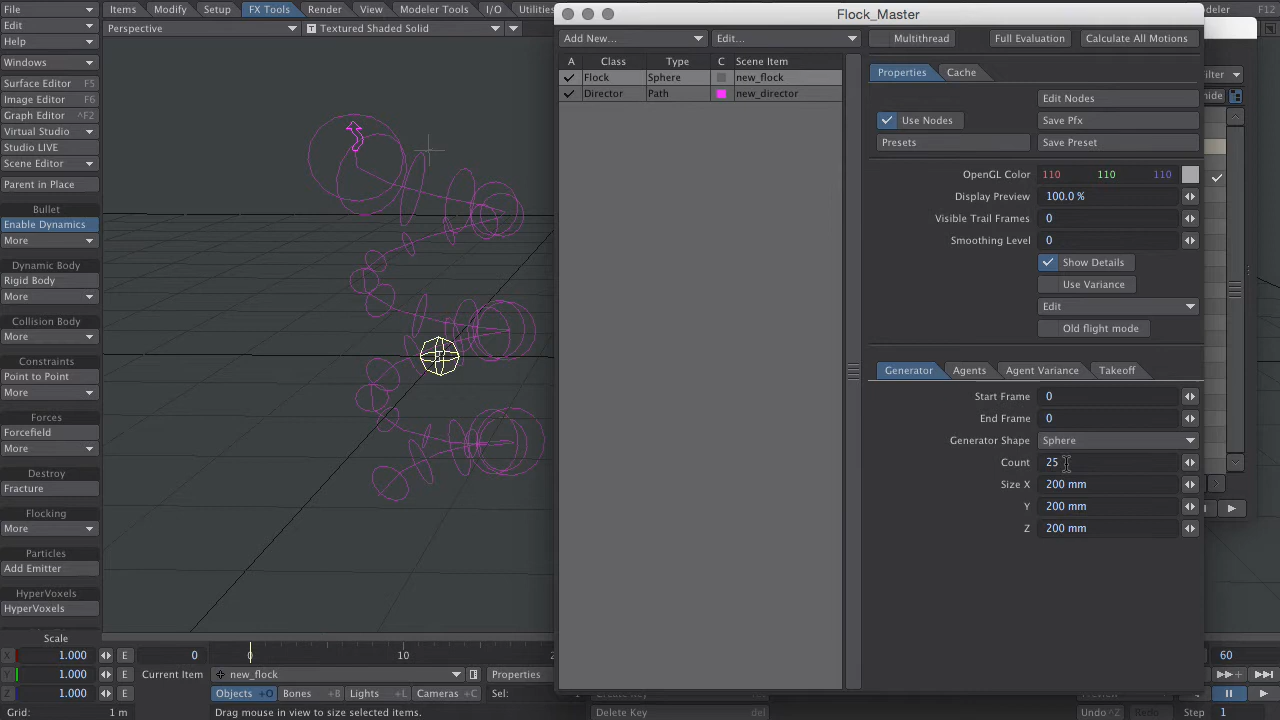 File
Items
Modify
Setup
FX Tools
Render
View
Modeler Tools
I/O
Utilities
F12
Flock_Master
Edit
Help
Windows
Surface Editor F5
Image Editor F6
Graph Editor ^F2
Virtual Studio
Studio LIVE
Scene Editor
Parent in Place
Bullet
Enable Dynamics
More
Dynamic Body
Rigid Body
More
Collision Body
More
Constraints
Point to Point
More
Forces
Forcefield
More
Destroy
Fracture
Flocking
More
Particles
Add Emitter
HyperVoxels
HyperVoxels
Perspective
Textured Shaded Solid
Add New...
Edit...
Multithread
Full Evaluation
Calculate All Motions
A Class Type C Scene Item
Flock Sphere new_flock
Director Path new_director
Properties
Cache
Edit Nodes
Use Nodes
Save Pfx
Presets
Save Preset
OpenGL Color 110 110 110
Display Preview 100.0 %
Visible Trail Frames 0
Smoothing Level 0
Show Details
Use Variance
Edit
Old flight mode
Generator
Agents
Agent Variance
Takeoff
Start Frame 0
End Frame 0
Generator Shape Sphere
Count 25
Size X 200 mm
Y 200 mm
Z 200 mm
Scale
X 1.000 E
Y 1.000 E
Z 1.000 E
Grid: 1 m
0
0
10
60
Current Item new_flock
Properties
Objects +O
Bones +B
Lights +L
Cameras +C
Sel:
Drag mouse in view to size selected items.
Delete Key
Undo ^Z
Step 1